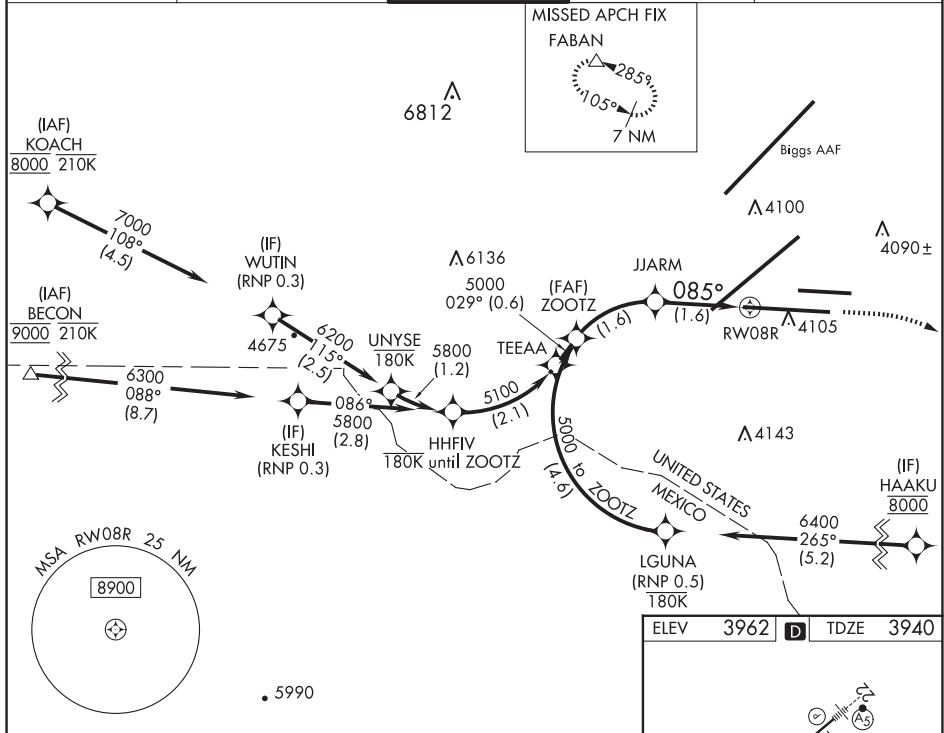 MISSED APCH FIX
FABAN
285°
105°
7 NM
6812
(IAF)
KOACH
8000 210K
7000
108°
(4.5)
Biggs AAF
4100
4090±
(IF)
WUTIN
(RNP 0.3)
6136
5000
029° (0.6)
(FAF)
ZOOTZ
JJARM
085°
(1.6)
(1.6)
RW08R
4105
(IAF)
BECON
9000 210K
4675
6200
115°
(2.5)
UNYSE
180K
5800
(1.2)
TEEAA
6300
088°
(8.7)
086°
5800
(2.8)
5100
(2.1)
(IF)
KESHI
(RNP 0.3)
HHFIV
180K until ZOOTZ
5000 to ZOOTZ
(4.6)
4143
UNITED STATES
MEXICO
(IF)
HAAKU
8000
6400
265°
(5.2)
LGUNA
(RNP 0.5)
180K
MSA RW08R 25 NM
8900
5990
ELEV 3962 D TDZE 3940
22
P
A5